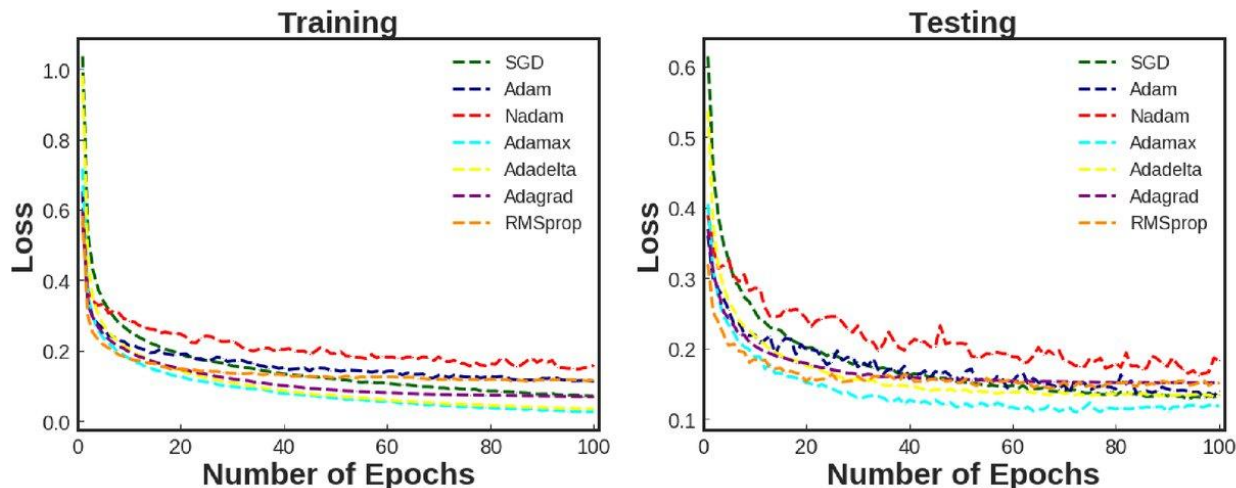 Training
Loss
1.0
0.8
0.6
0.4
0.2
0.0
0
20
40
60
80
100
Number of Epochs
SGD
Adam
Nadam
Adamax
Adadelta
Adagrad
RMSprop
Testing
Loss
0.6
0.5
0.4
0.3
0.2
0.1
0
20
40
60
80
100
Number of Epochs
SGD
Adam
Nadam
Adamax
Adadelta
Adagrad
RMSprop